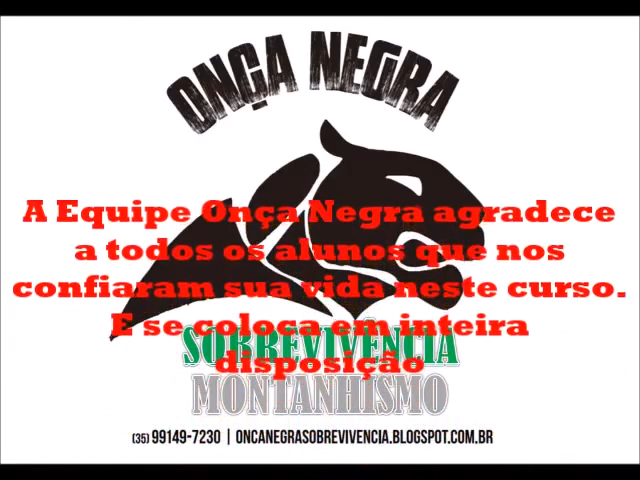 ONÇA NEGRA
A Equipe Onça Negra agradece
a todos os alunos que nos
confiaram sua vida neste curso.
E se coloca em inteira
disposição
SOBREVIVÊNCIA
MONTANHISMO
(35) 99149-7230 | ONCANEGRASOBREVIVENCIA.BLOGSPOT.COM.BR